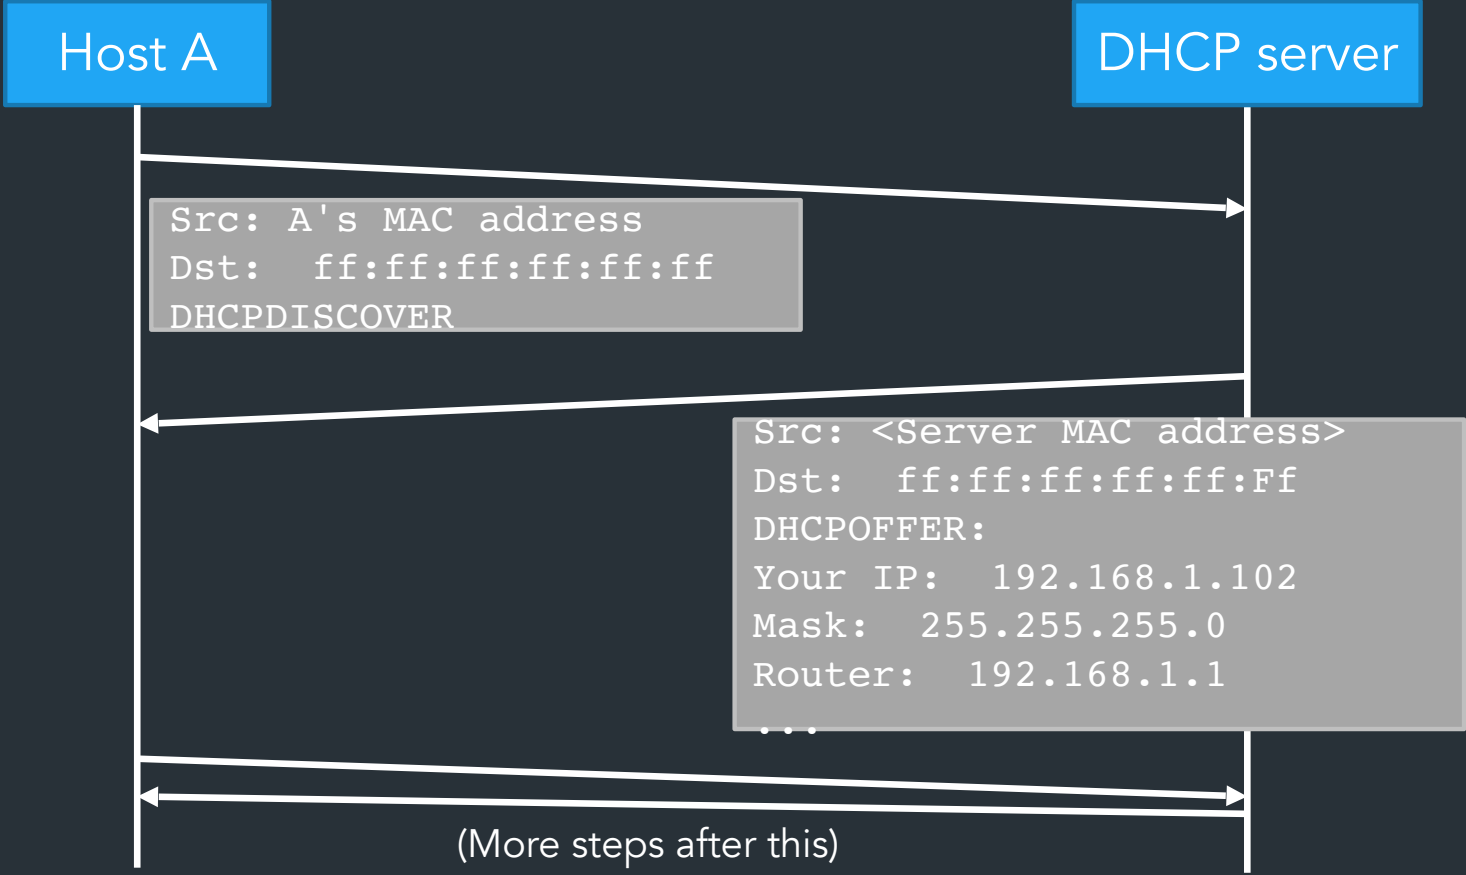 Host A
DHCP server
Src: A's MAC address
Dst: ff:ff:ff:ff:ff:ff
DHCPDISCOVER
Src: <Server MAC address>
Dst: ff:ff:ff:ff:ff:Ff
DHCPOFFER:
Your IP: 192.168.1.102
Mask: 255.255.255.0
Router: 192.168.1.1
...
(More steps after this)